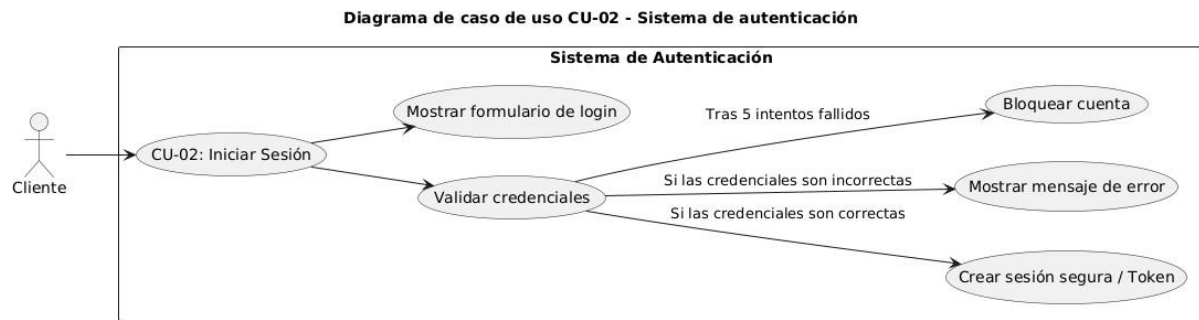 Diagrama de caso de uso CU-02 - Sistema de autenticación
Sistema de Autenticación
Cliente
CU-02: Iniciar Sesión
Mostrar formulario de login
Validar credenciales
Tras 5 intentos fallidos
Si las credenciales son incorrectas
Si las credenciales son correctas
Bloquear cuenta
Mostrar mensaje de error
Crear sesión segura / Token